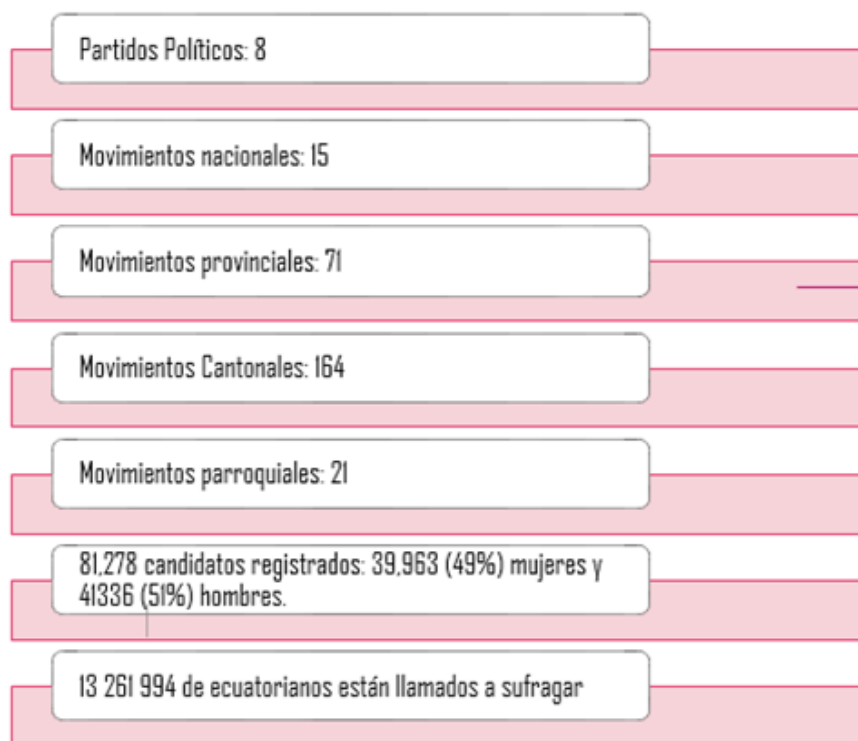 Partidos Políticos: 8
Movimientos nacionales: 15
Movimientos provinciales: 71
Movimientos Cantonales: 164
Movimientos parroquiales: 21
81,278 candidatos registrados: 39,963 (49%) mujeres y
41336 (51%) hombres.
13 261 994 de ecuatorianos están llamados a sufragar